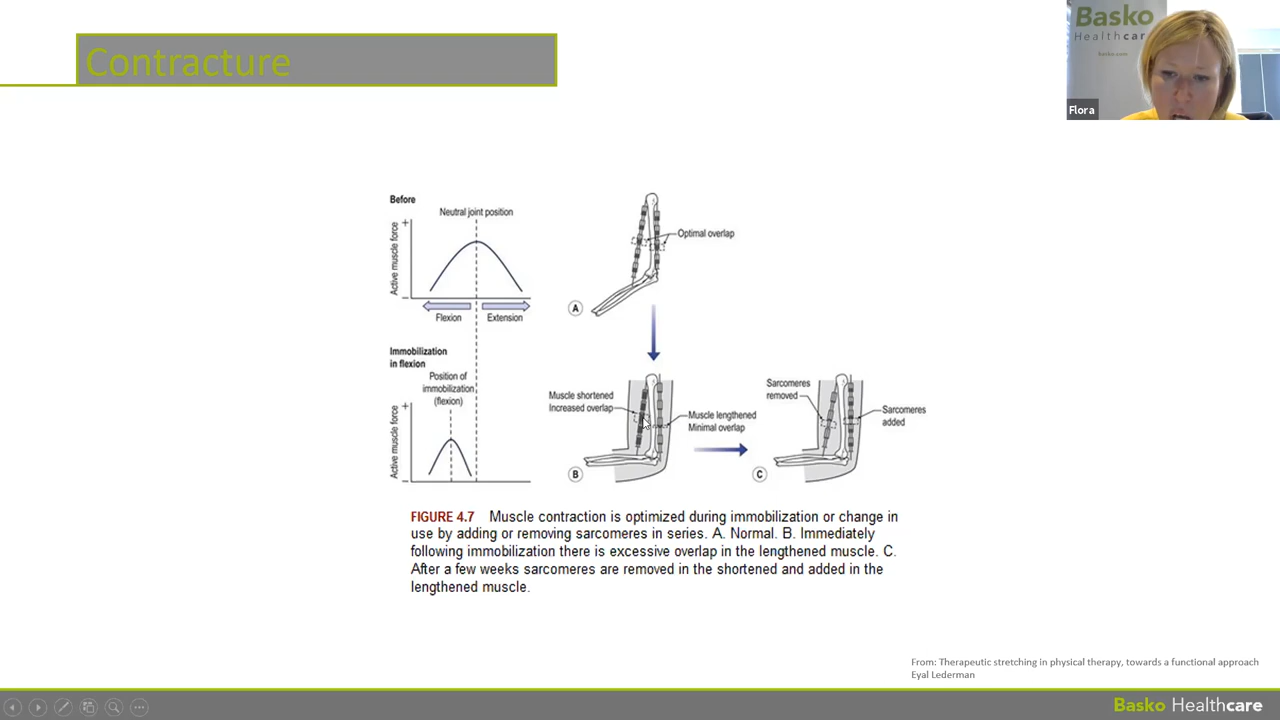 Contracture
Basko
Healthcare
basko.com
Flora
Before
Neutral joint position
+
Active muscle force
−
Flexion
Extension
Optimal overlap
A
Immobilization
in flexion
Position of
immobilization
(flexion)
+
Active muscle force
−
Muscle shortened
Increased overlap
Muscle lengthened
Minimal overlap
B
Sarcomeres
removed
Sarcomeres
added
C
FIGURE 4.7 Muscle contraction is optimized during immobilization or change in
use by adding or removing sarcomeres in series. A. Normal. B. Immediately
following immobilization there is excessive overlap in the lengthened muscle. C.
After a few weeks sarcomeres are removed in the shortened and added in the
lengthened muscle.
From: Therapeutic stretching in physical therapy, towards a functional approach
Eyal Lederman
Basko Healthcare